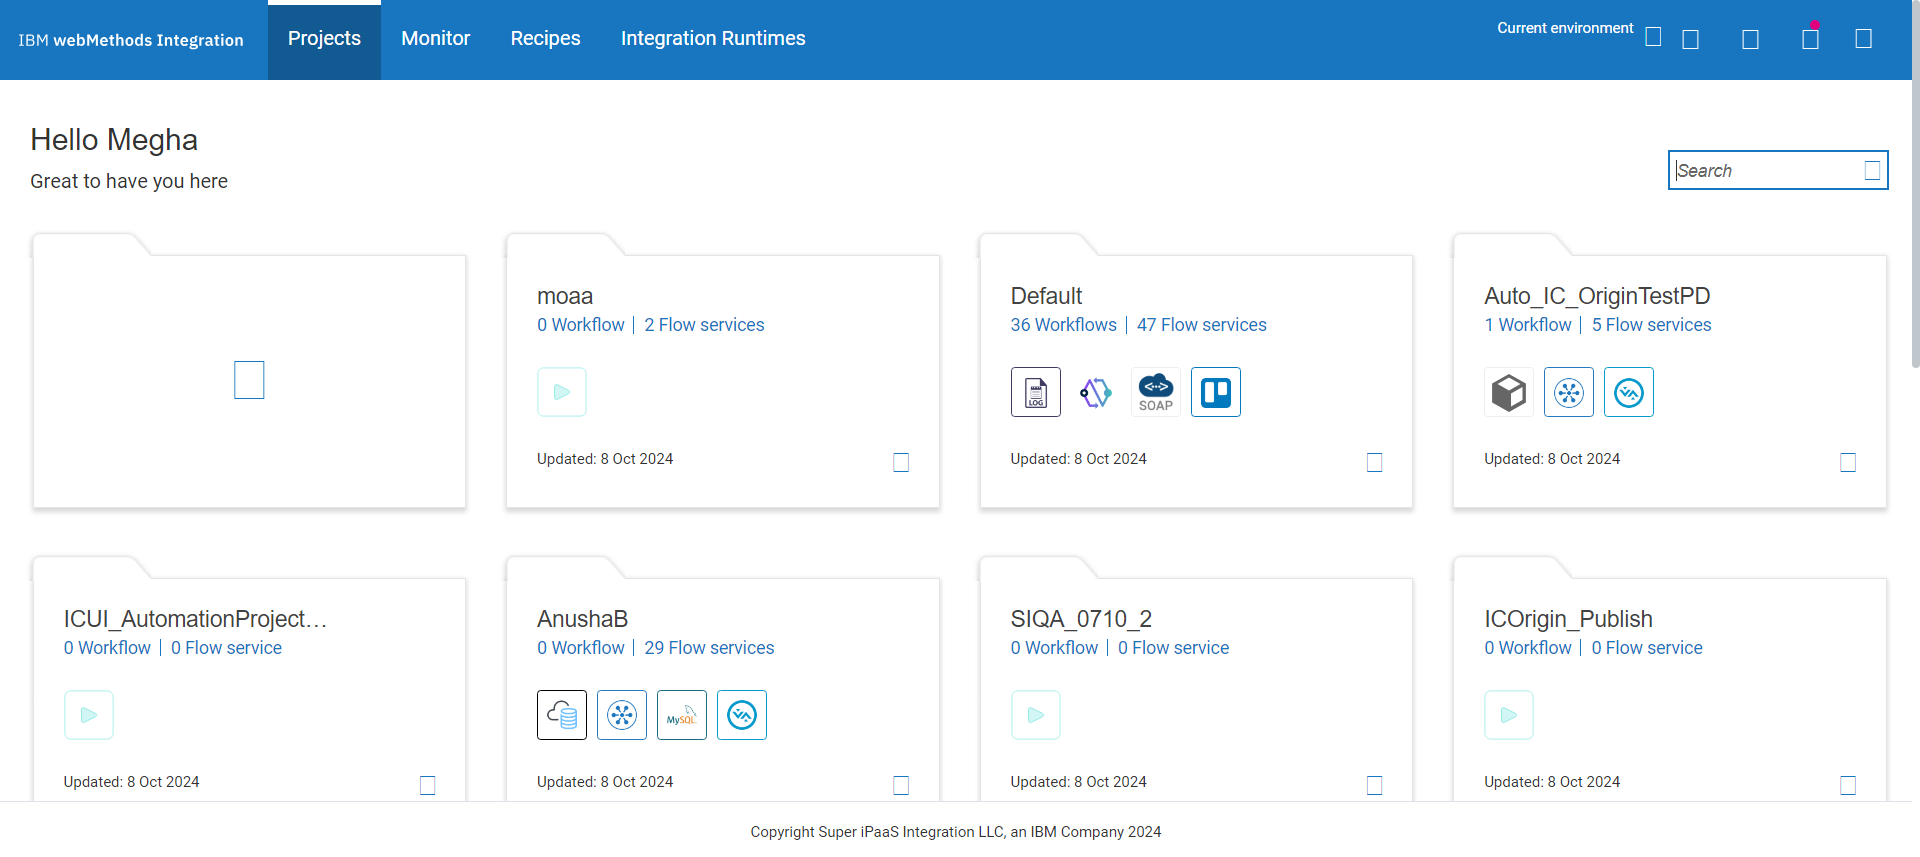 IBM webMethods Integration
Projects
Monitor
Recipes
Integration Runtimes
Current environment
Hello Megha
Great to have you here
Search
moaa
0 Workflow | 2 Flow services
Updated: 8 Oct 2024
Default
36 Workflows | 47 Flow services
LOG
SOAP
Updated: 8 Oct 2024
Auto_IC_OriginTestPD
1 Workflow | 5 Flow services
Updated: 8 Oct 2024
ICUI_AutomationProject...
0 Workflow | 0 Flow service
Updated: 8 Oct 2024
AnushaB
0 Workflow | 29 Flow services
MySQL
Updated: 8 Oct 2024
SIQA_0710_2
0 Workflow | 0 Flow service
Updated: 8 Oct 2024
ICOrigin_Publish
0 Workflow | 0 Flow service
Updated: 8 Oct 2024
Copyright Super iPaaS Integration LLC, an IBM Company 2024